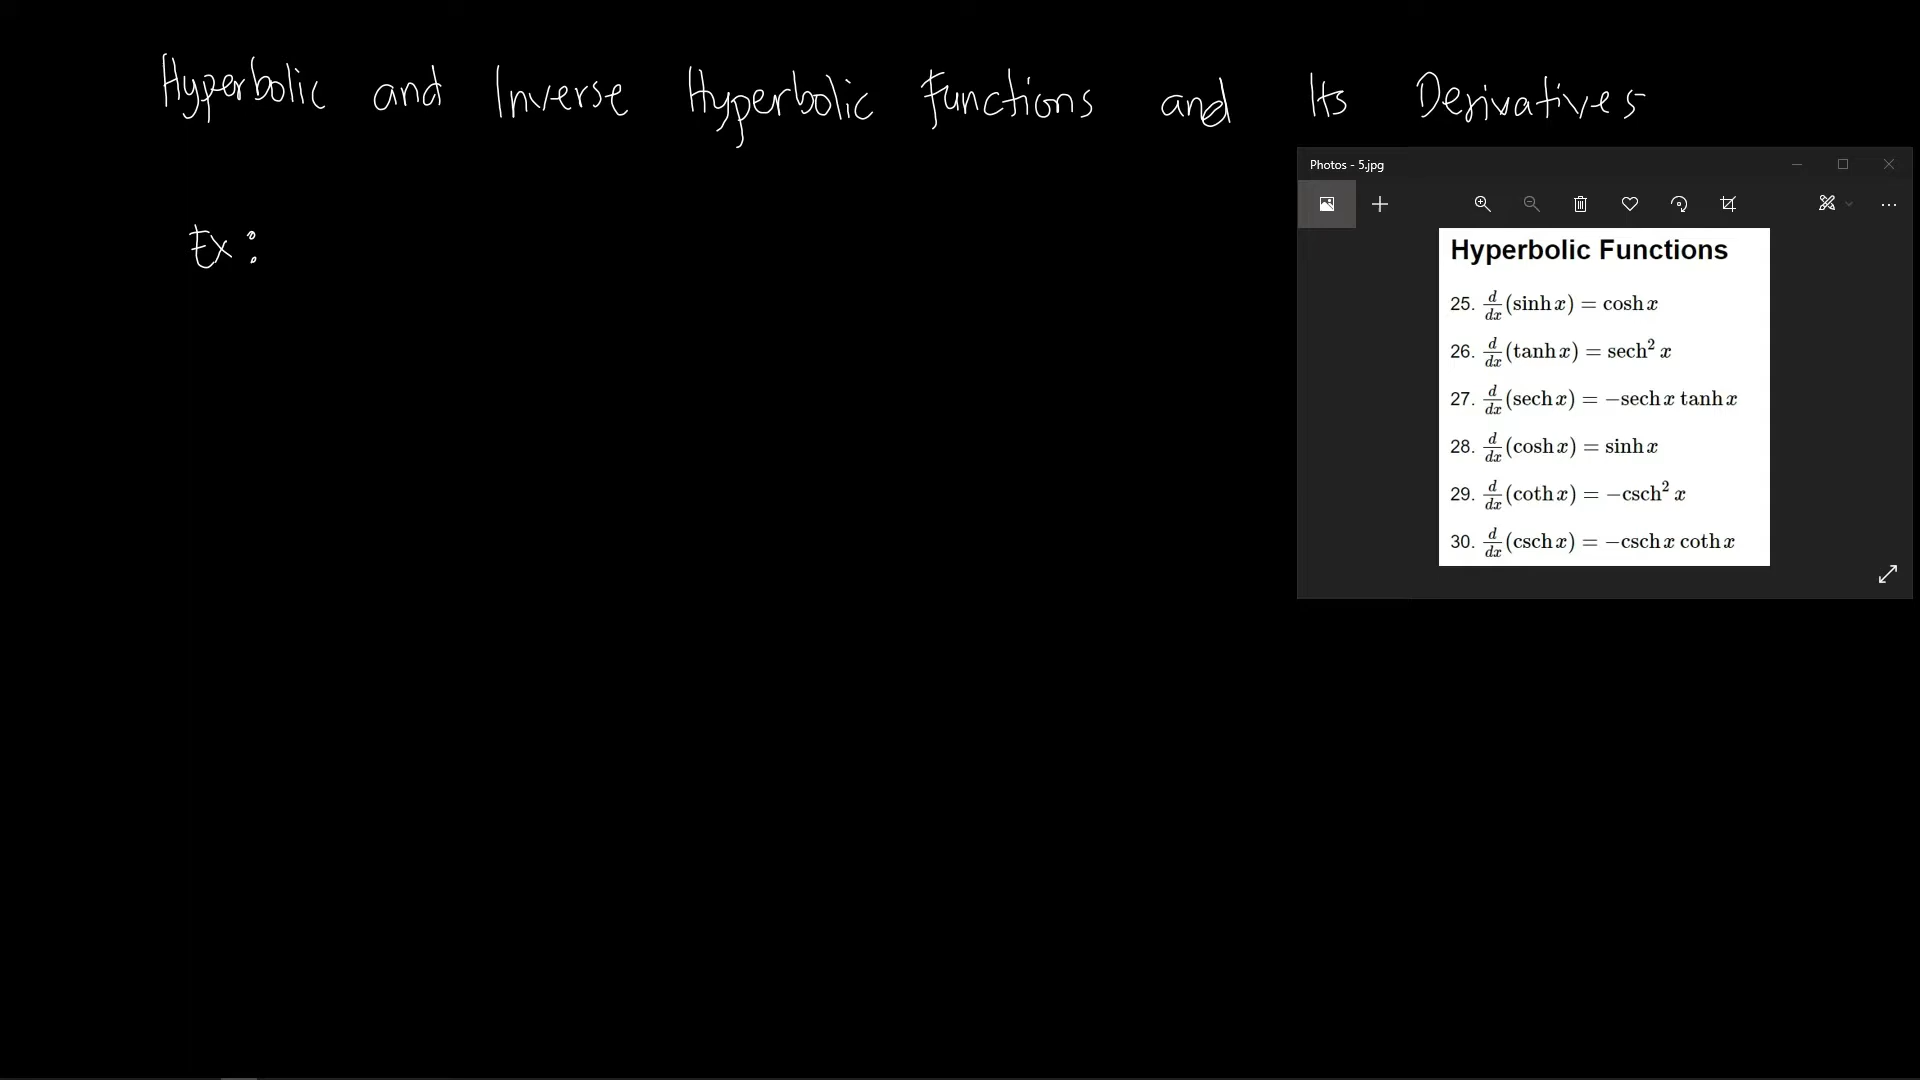 Hyperbolic and Inverse Hyperbolic Functions and Its Derivatives
Photos - 5.jpg
Ex:
Hyperbolic Functions
25. d/dx (sinh x) = cosh x
26. d/dx (tanh x) = sech² x
27. d/dx (sech x) = −sech x tanh x
28. d/dx (cosh x) = sinh x
29. d/dx (coth x) = −csch² x
30. d/dx (csch x) = −csch x coth x